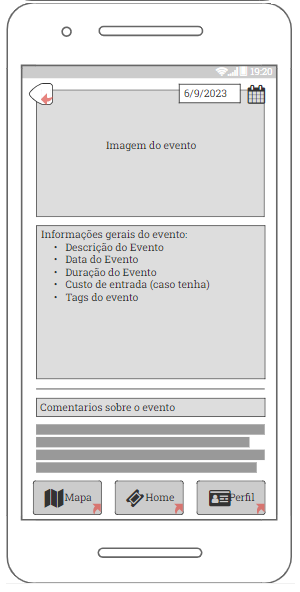 19:20
6/9/2023
Imagem do evento
Informações gerais do evento:
• Descrição do Evento
• Data do Evento
• Duração do Evento
• Custo de entrada (caso tenha)
• Tags do evento
Comentarios sobre o evento
Mapa
Home
Perfil